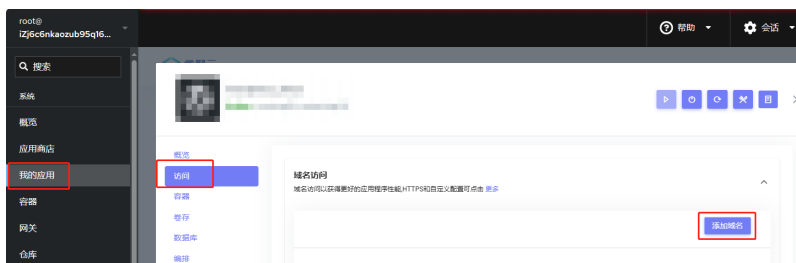 root@
iZj6c6nkaozub95q16...
帮助
会话
搜索
系统
概览
应用商店
我的应用
容器
网关
仓库
概览
访问
容器
卷存
数据库
编排
域名访问
域名访问以获得更好的应用程序性能,HTTPS和自定义配置可点击 更多
添加域名